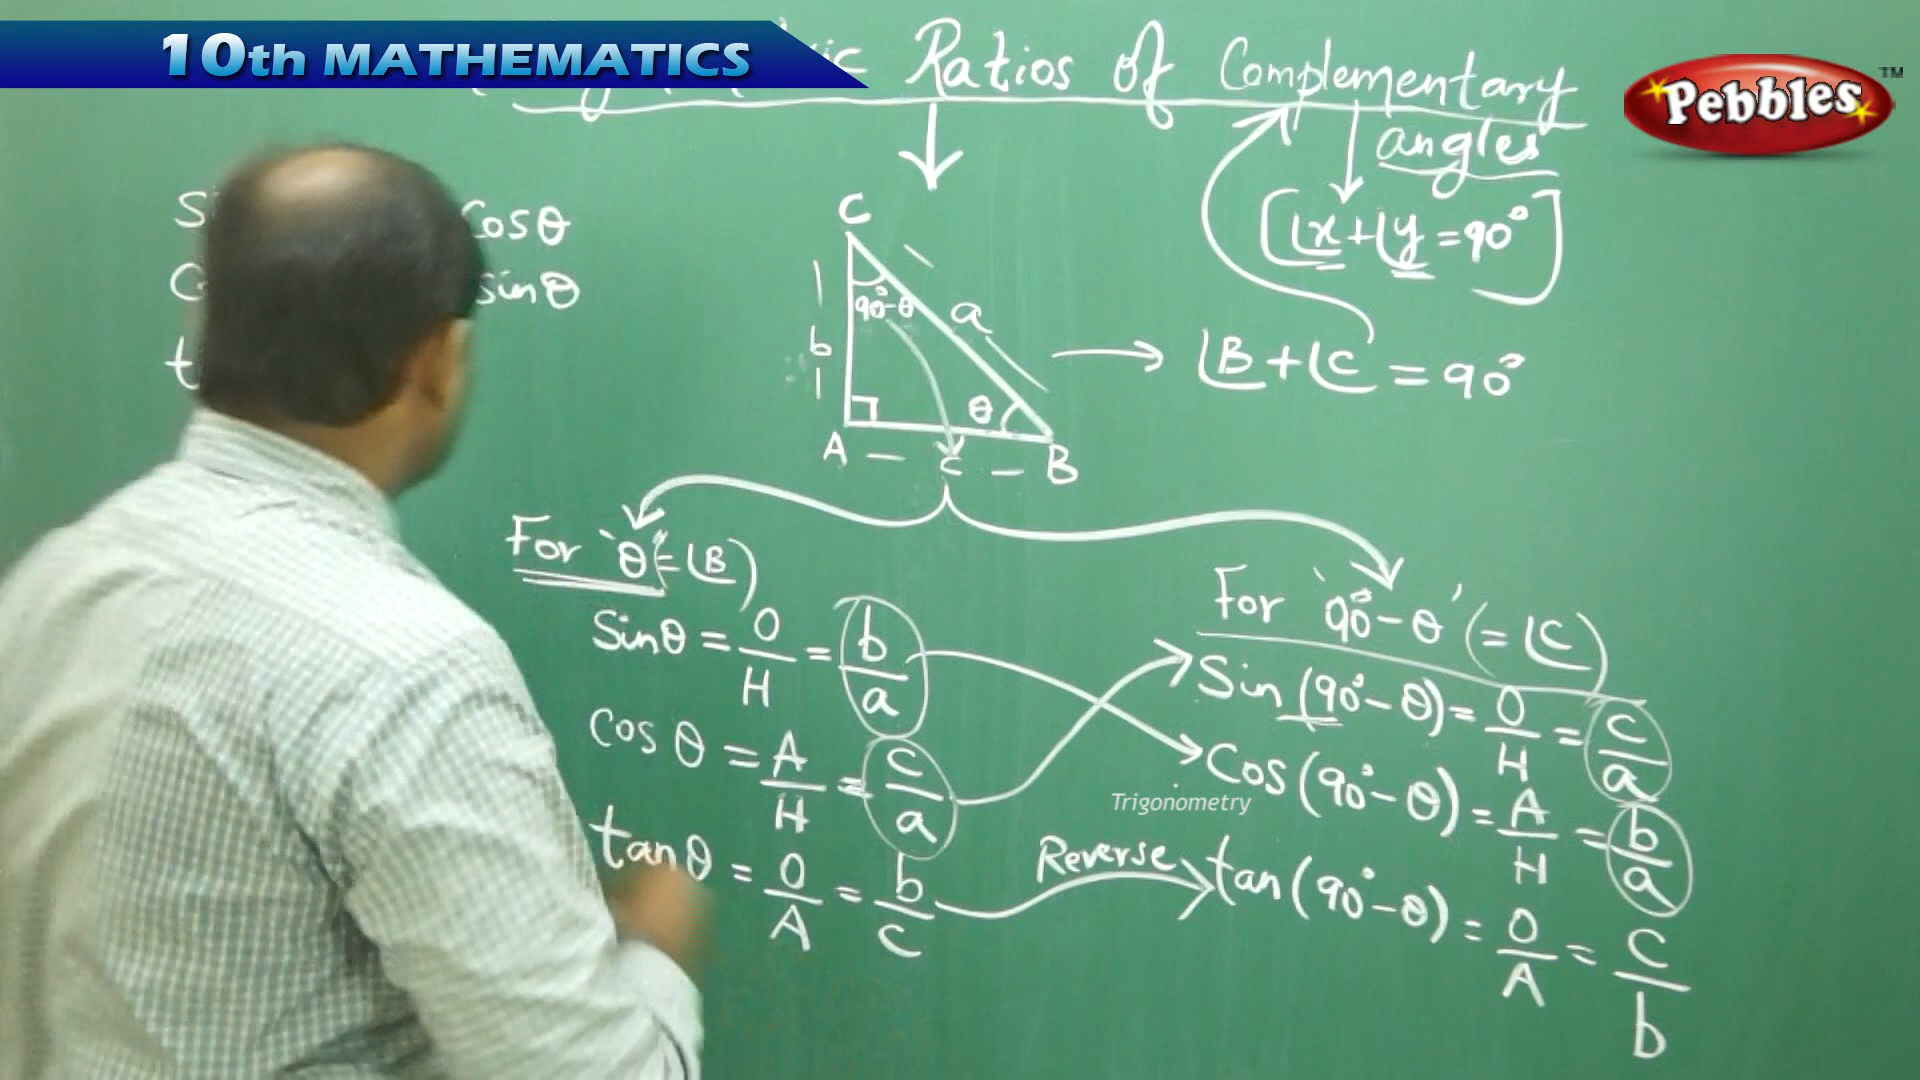 10th MATHEMATICS
Ratios Of Complementary
angles
Pebbles™
Cosθ
sinθ
C
90°-θ
a
b
θ
A - c - B
[∟x+∟y=90°]
∟B+∟C=90°
For 'θ'(=∟B)
Sinθ = O/H = b/a
Cos θ = A/H = c/a
tanθ = O/A = b/c
Reverse
Trigonometry
For '90°-θ' (=∟C)
Sin (90°-θ) = O/H = c/a
Cos (90°-θ) = A/H = b/a
tan (90°-θ) = O/A = c/b